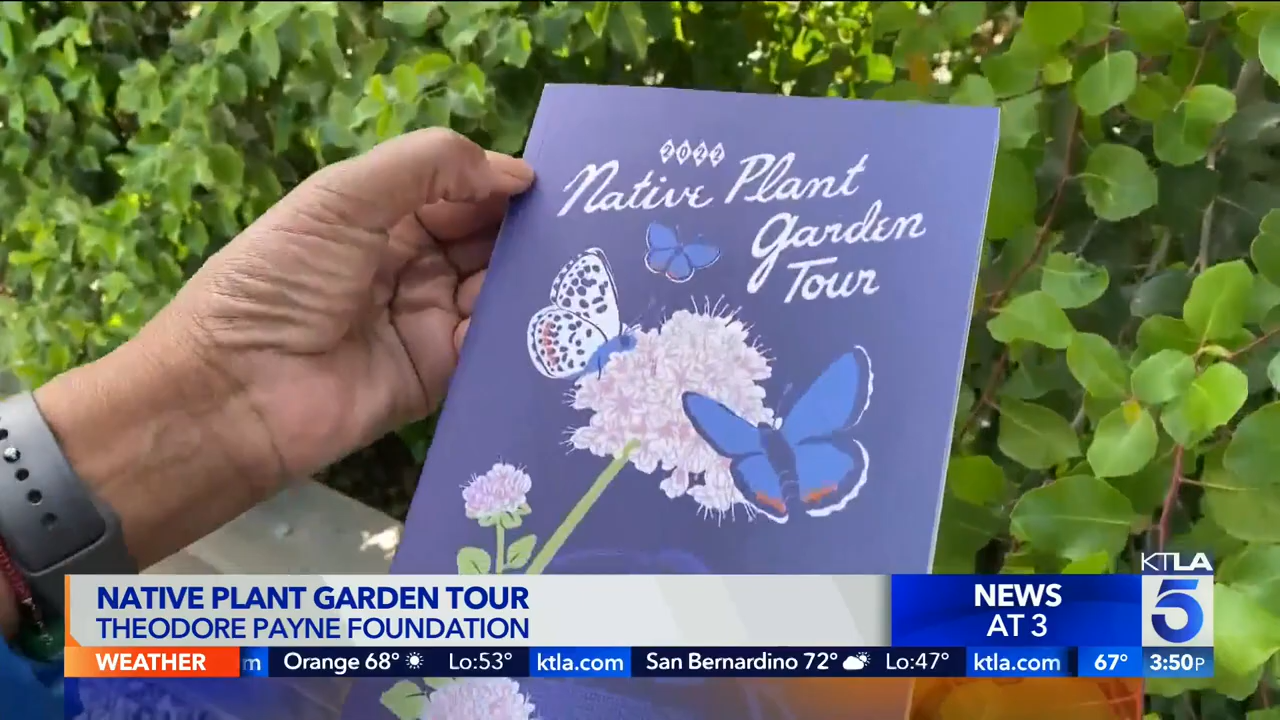 2022
Native Plant
Garden
Tour
KTLA
5
NATIVE PLANT GARDEN TOUR
THEODORE PAYNE FOUNDATION
NEWS
AT 3
WEATHER
m Orange 68° Lo:53° ktla.com San Bernardino 72° Lo:47° ktla.com 67° 3:50P